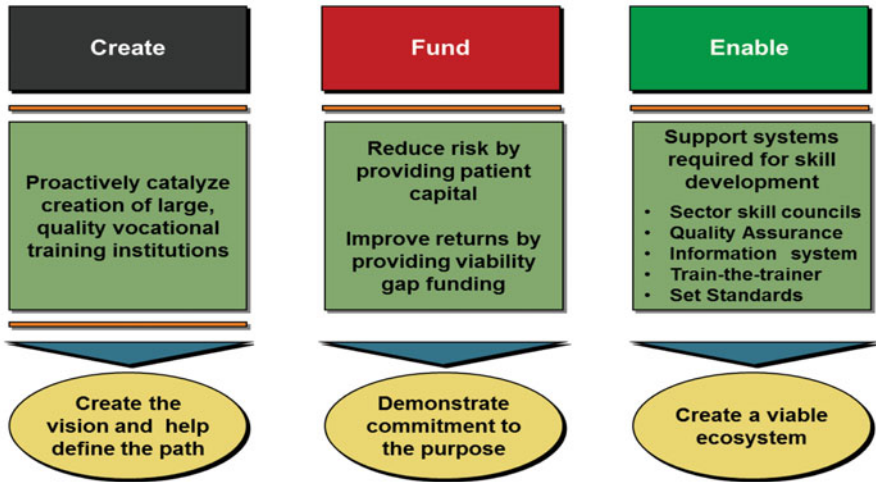 Create
Proactively catalyze
creation of large,
quality vocational
training institutions
Create the
vision and help
define the path
Fund
Reduce risk by
providing patient
capital
Improve returns by
providing viability
gap funding
Demonstrate
commitment to
the purpose
Enable
Support systems
required for skill
development
• Sector skill councils
• Quality Assurance
• Information system
• Train-the-trainer
• Set Standards
Create a viable
ecosystem